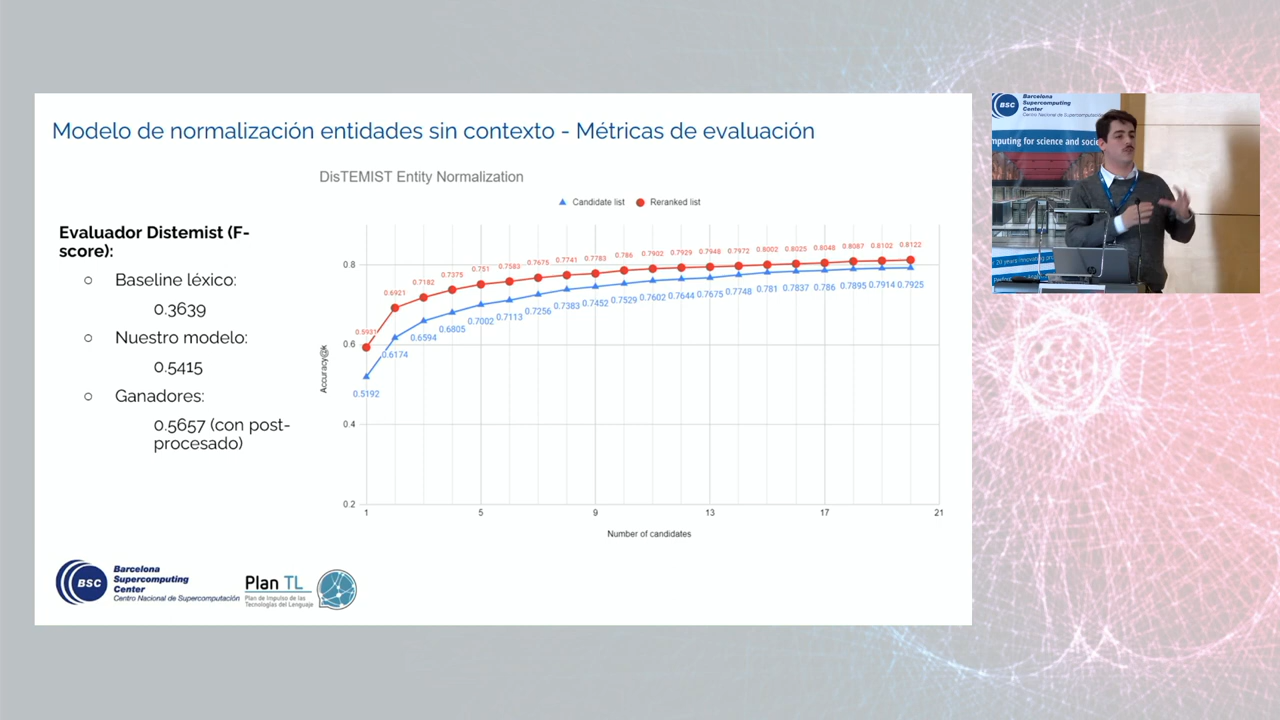 Modelo de normalización entidades sin contexto - Métricas de evaluación
DisTEMIST Entity Normalization
Candidate list
Reranked list
Evaluador Distemist (F-
score):
○ Baseline léxico:
0.3639
○ Nuestro modelo:
0.5415
○ Ganadores:
0.5657 (con post-
procesado)
Accuracy@k
0.8
0.6
0.4
0.2
0.5931 0.6921 0.7182 0.7375 0.751 0.7583 0.7675 0.7741 0.7783 0.786 0.7902 0.7929 0.7948 0.7972 0.8002 0.8025 0.8048 0.8087 0.8102 0.8122
0.5192 0.6174 0.6594 0.6805 0.7002 0.7113 0.7256 0.7383 0.7452 0.7529 0.7602 0.7644 0.7675 0.7748 0.781 0.7837 0.786 0.7895 0.7914 0.7925
1 5 9 13 17 21
Number of candidates
BSC
Barcelona
Supercomputing
Center
Centro Nacional de Supercomputación
Plan TL
Plan de Impulso de las
Tecnologías del Lenguaje
BSC
Barcelona
Supercomputing
Center
Centro Nacional de Supercomputac
mputing for science and socie